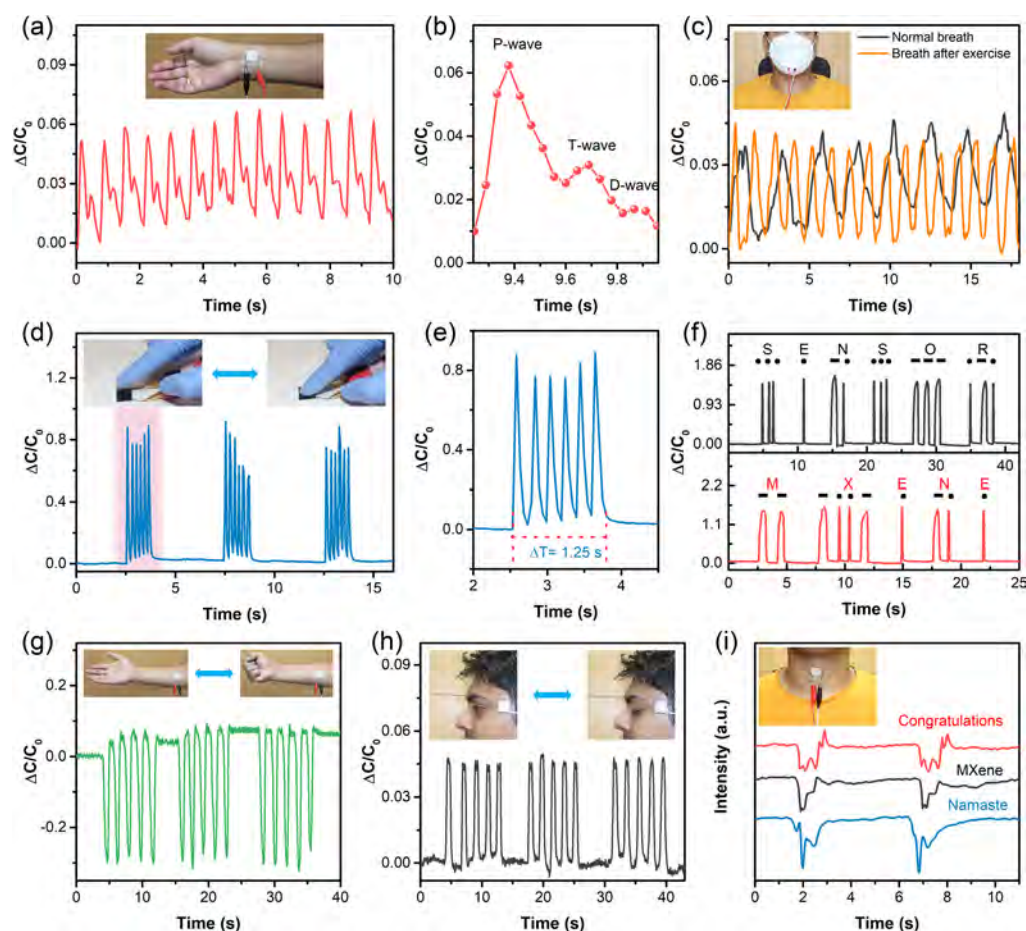 (a)
ΔC/C₀
0.09
0.06
0.03
0.00
0 2 4 6 8 10
Time (s)
(b)
ΔC/C₀
0.08
0.06
0.04
0.02
0.00
P-wave
T-wave
D-wave
9.4 9.6 9.8
Time (s)
(c)
ΔC/C₀
0.08
0.04
0.00
Normal breath
Breath after exercise
0 5 10 15
Time (s)
(d)
ΔC/C₀
1.2
0.8
0.4
0.0
0 5 10 15
Time (s)
(e)
ΔC/C₀
0.8
0.4
0.0
ΔT= 1.25 s
2 3 4
Time (s)
(f)
ΔC/C₀
S E N S O R
1.86
0.93
0.00
10 20 30 40
M X E N E
2.2
1.1
0.0
0 5 10 15 20 25
Time (s)
(g)
ΔC/C₀
0.2
0.0
-0.2
0 10 20 30 40
Time (s)
(h)
ΔC/C₀
0.09
0.06
0.03
0.00
0 10 20 30 40
Time (s)
(i)
Intensity (a.u.)
Congratulations
MXene
Namaste
0 2 4 6 8 10
Time (s)